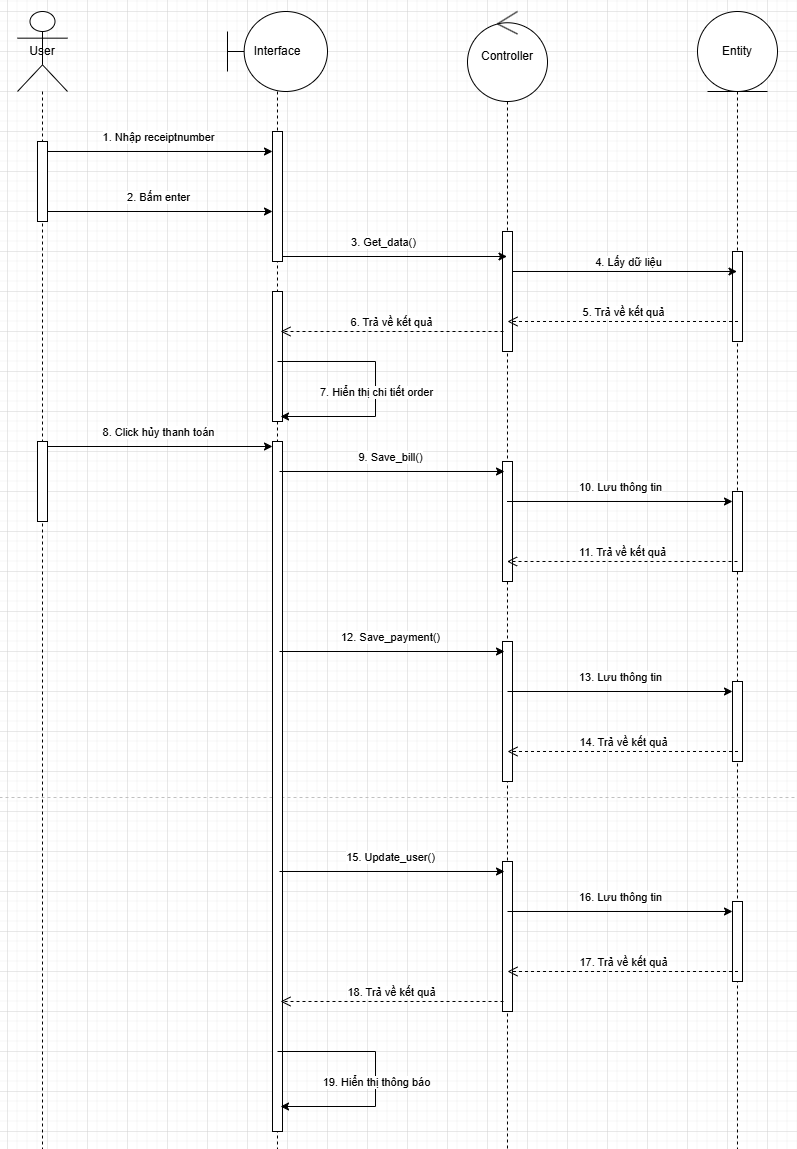 User
Interface
Controller
Entity
1. Nhập receiptnumber
2. Bấm enter
3. Get_data()
4. Lấy dữ liệu
5. Trả về kết quả
6. Trả về kết quả
7. Hiển thị chi tiết order
8. Click hủy thanh toán
9. Save_bill()
10. Lưu thông tin
11. Trả về kết quả
12. Save_payment()
13. Lưu thông tin
14. Trả về kết quả
15. Update_user()
16. Lưu thông tin
17. Trả về kết quả
18. Trả về kết quả
19. Hiển thị thông báo